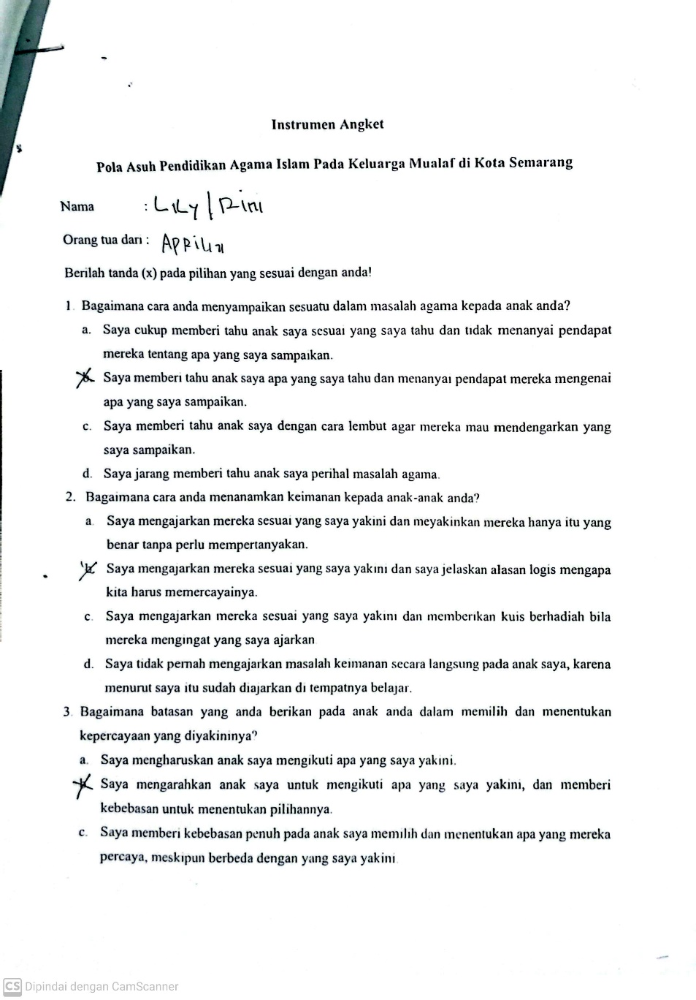 Instrumen Angket
Pola Asuh Pendidikan Agama Islam Pada Keluarga Mualaf di Kota Semarang
Nama : LILY / Rini
Orang tua dari :
Berilah tanda (x) pada pilihan yang sesuai dengan anda!
1. Bagaimana cara anda menyampaikan sesuatu dalam masalah agama kepada anak anda?
a. Saya cukup memberi tahu anak saya sesuai yang saya tahu dan tidak menanyai pendapat
mereka tentang apa yang saya sampaikan.
b. Saya memberi tahu anak saya apa yang saya tahu dan menanyai pendapat mereka mengenai
apa yang saya sampaikan.
c. Saya memberi tahu anak saya dengan cara lembut agar mereka mau mendengarkan yang
saya sampaikan.
d. Saya jarang memberi tahu anak saya perihal masalah agama.
2. Bagaimana cara anda menanamkan keimanan kepada anak-anak anda?
a. Saya mengajarkan mereka sesuai yang saya yakini dan meyakinkan mereka hanya itu yang
benar tanpa perlu mempertanyakan.
b. Saya mengajarkan mereka sesuai yang saya yakini dan saya jelaskan alasan logis mengapa
kita harus memercayainya.
c. Saya mengajarkan mereka sesuai yang saya yakini dan memberikan kuis berhadiah bila
mereka mengingat yang saya ajarkan
d. Saya tidak pernah mengajarkan masalah keimanan secara langsung pada anak saya, karena
menurut saya itu sudah diajarkan di tempatnya belajar.
3. Bagaimana batasan yang anda berikan pada anak anda dalam memilih dan menentukan
kepercayaan yang diyakininya?
a. Saya mengharuskan anak saya mengikuti apa yang saya yakini.
Saya mengarahkan anak saya untuk mengikuti apa yang saya yakini, dan memberi
kebebasan untuk menentukan pilihannya.
c. Saya memberi kebebasan penuh pada anak saya memilih dan menentukan apa yang mereka
percaya, meskipun berbeda dengan yang saya yakini
CS Dipindai dengan CamScanner